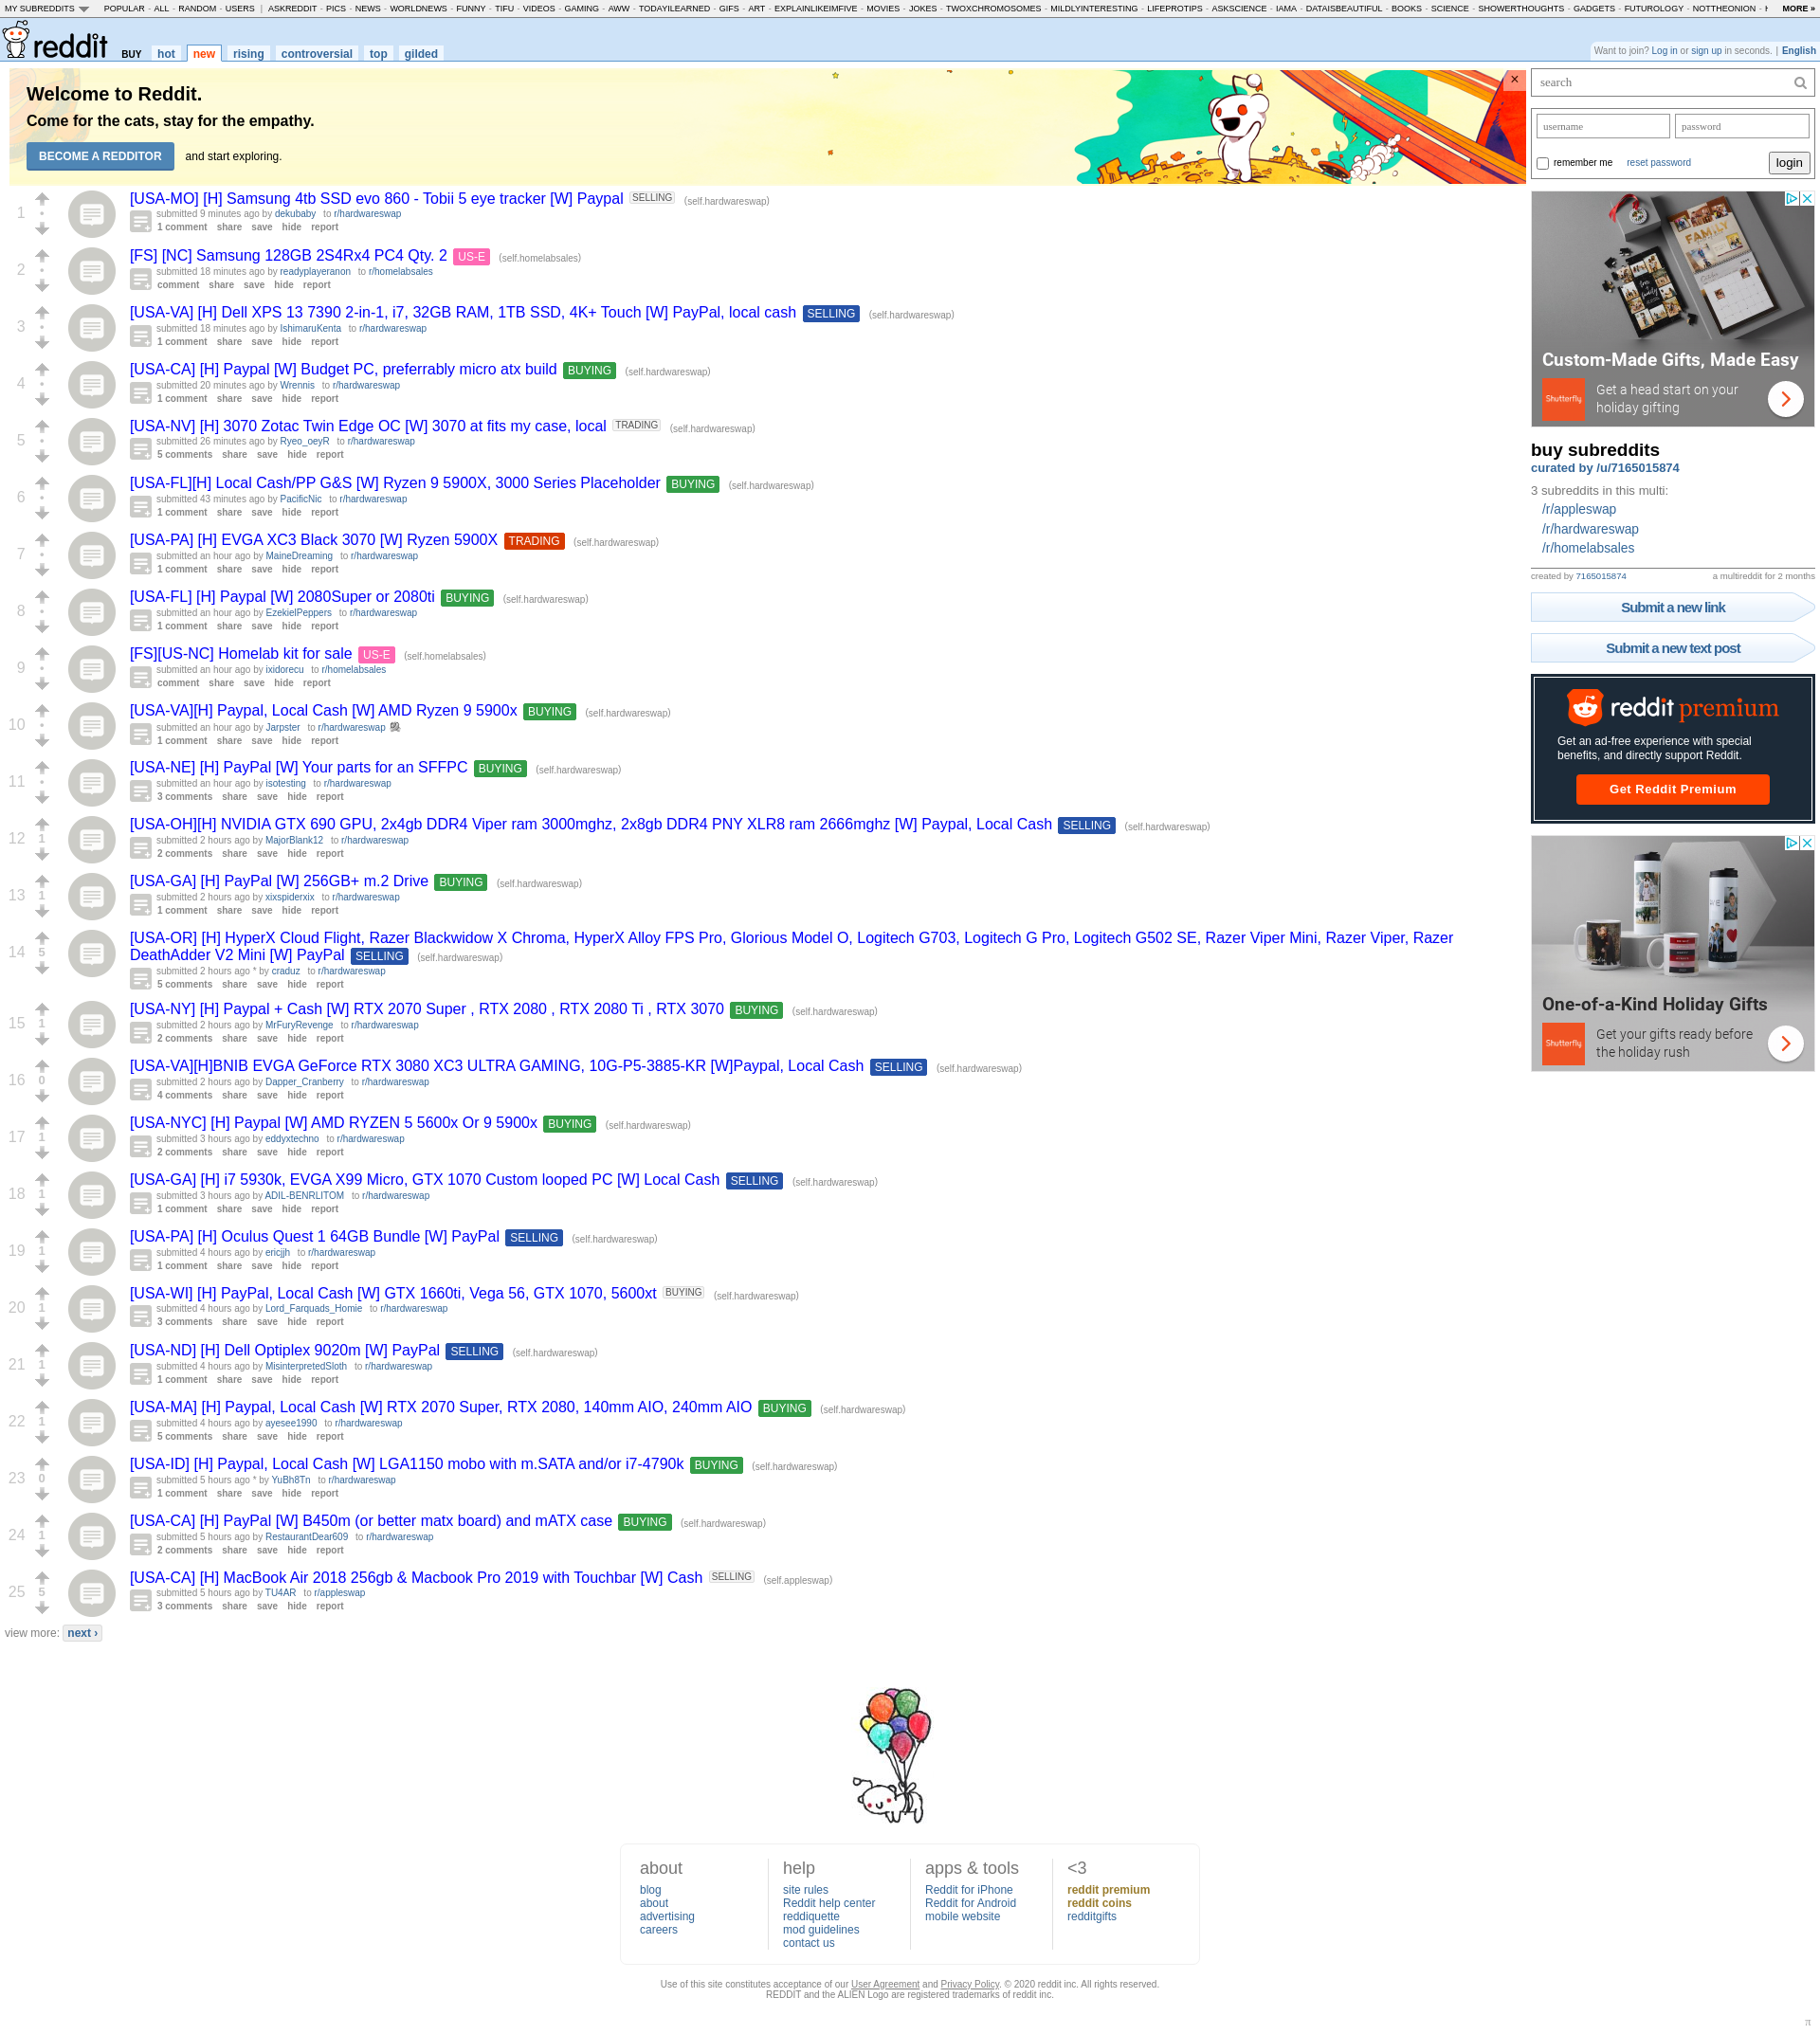 MY SUBREDDITS POPULAR - ALL - RANDOM - USERS | ASKREDDIT - PICS - NEWS - WORLDNEWS - FUNNY - TIFU - VIDEOS - GAMING - AWW - TODAYILEARNED - GIFS - ART - EXPLAINLIKEIMFIVE - MOVIES - JOKES - TWOXCHROMOSOMES - MILDLYINTERESTING - LIFEPROTIPS - ASKSCIENCE - IAMA - DATAISBEAUTIFUL - BOOKS - SCIENCE - SHOWERTHOUGHTS - GADGETS - FUTUROLOGY - NOTTHEONION - MORE »
reddit BUY hot new rising controversial top gilded
Want to join? Log in or sign up in seconds. | English
Welcome to Reddit.
Come for the cats, stay for the empathy.
BECOME A REDDITOR and start exploring.
×
1
[USA-MO] [H] Samsung 4tb SSD evo 860 - Tobii 5 eye tracker [W] Paypal SELLING (self.hardwareswap)
submitted 9 minutes ago by dekubaby to r/hardwareswap
1 comment share save hide report
2
[FS] [NC] Samsung 128GB 2S4Rx4 PC4 Qty. 2 US-E (self.homelabsales)
submitted 18 minutes ago by readyplayeranon to r/homelabsales
comment share save hide report
3
[USA-VA] [H] Dell XPS 13 7390 2-in-1, i7, 32GB RAM, 1TB SSD, 4K+ Touch [W] PayPal, local cash SELLING (self.hardwareswap)
submitted 18 minutes ago by IshimaruKenta to r/hardwareswap
1 comment share save hide report
4
[USA-CA] [H] Paypal [W] Budget PC, preferrably micro atx build BUYING (self.hardwareswap)
submitted 20 minutes ago by Wrennis to r/hardwareswap
1 comment share save hide report
5
[USA-NV] [H] 3070 Zotac Twin Edge OC [W] 3070 at fits my case, local TRADING (self.hardwareswap)
submitted 26 minutes ago by Ryeo_oeyR to r/hardwareswap
5 comments share save hide report
6
[USA-FL][H] Local Cash/PP G&S [W] Ryzen 9 5900X, 3000 Series Placeholder BUYING (self.hardwareswap)
submitted 43 minutes ago by PacificNic to r/hardwareswap
1 comment share save hide report
7
[USA-PA] [H] EVGA XC3 Black 3070 [W] Ryzen 5900X TRADING (self.hardwareswap)
submitted an hour ago by MaineDreaming to r/hardwareswap
1 comment share save hide report
8
[USA-FL] [H] Paypal [W] 2080Super or 2080ti BUYING (self.hardwareswap)
submitted an hour ago by EzekielPeppers to r/hardwareswap
1 comment share save hide report
9
[FS][US-NC] Homelab kit for sale US-E (self.homelabsales)
submitted an hour ago by ixidorecu to r/homelabsales
comment share save hide report
10
[USA-VA][H] Paypal, Local Cash [W] AMD Ryzen 9 5900x BUYING (self.hardwareswap)
submitted an hour ago by Jarpster to r/hardwareswap
1 comment share save hide report
11
[USA-NE] [H] PayPal [W] Your parts for an SFFPC BUYING (self.hardwareswap)
submitted an hour ago by isotesting to r/hardwareswap
3 comments share save hide report
12 1
[USA-OH][H] NVIDIA GTX 690 GPU, 2x4gb DDR4 Viper ram 3000mghz, 2x8gb DDR4 PNY XLR8 ram 2666mghz [W] Paypal, Local Cash SELLING (self.hardwareswap)
submitted 2 hours ago by MajorBlank12 to r/hardwareswap
2 comments share save hide report
13 1
[USA-GA] [H] PayPal [W] 256GB+ m.2 Drive BUYING (self.hardwareswap)
submitted 2 hours ago by xixspiderxix to r/hardwareswap
1 comment share save hide report
14 5
[USA-OR] [H] HyperX Cloud Flight, Razer Blackwidow X Chroma, HyperX Alloy FPS Pro, Glorious Model O, Logitech G703, Logitech G Pro, Logitech G502 SE, Razer Viper Mini, Razer Viper, Razer
DeathAdder V2 Mini [W] PayPal SELLING (self.hardwareswap)
submitted 2 hours ago * by craduz to r/hardwareswap
5 comments share save hide report
15 1
[USA-NY] [H] Paypal + Cash [W] RTX 2070 Super , RTX 2080 , RTX 2080 Ti , RTX 3070 BUYING (self.hardwareswap)
submitted 2 hours ago by MrFuryRevenge to r/hardwareswap
2 comments share save hide report
16 0
[USA-VA][H]BNIB EVGA GeForce RTX 3080 XC3 ULTRA GAMING, 10G-P5-3885-KR [W]Paypal, Local Cash SELLING (self.hardwareswap)
submitted 2 hours ago by Dapper_Cranberry to r/hardwareswap
4 comments share save hide report
17 1
[USA-NYC] [H] Paypal [W] AMD RYZEN 5 5600x Or 9 5900x BUYING (self.hardwareswap)
submitted 3 hours ago by eddyxtechno to r/hardwareswap
2 comments share save hide report
18 1
[USA-GA] [H] i7 5930k, EVGA X99 Micro, GTX 1070 Custom looped PC [W] Local Cash SELLING (self.hardwareswap)
submitted 3 hours ago by ADIL-BENRLITOM to r/hardwareswap
1 comment share save hide report
19 1
[USA-PA] [H] Oculus Quest 1 64GB Bundle [W] PayPal SELLING (self.hardwareswap)
submitted 4 hours ago by ericjjh to r/hardwareswap
1 comment share save hide report
20 1
[USA-WI] [H] PayPal, Local Cash [W] GTX 1660ti, Vega 56, GTX 1070, 5600xt BUYING (self.hardwareswap)
submitted 4 hours ago by Lord_Farquads_Homie to r/hardwareswap
3 comments share save hide report
21 1
[USA-ND] [H] Dell Optiplex 9020m [W] PayPal SELLING (self.hardwareswap)
submitted 4 hours ago by MisinterpretedSloth to r/hardwareswap
1 comment share save hide report
22 1
[USA-MA] [H] Paypal, Local Cash [W] RTX 2070 Super, RTX 2080, 140mm AIO, 240mm AIO BUYING (self.hardwareswap)
submitted 4 hours ago by ayesee1990 to r/hardwareswap
5 comments share save hide report
23 0
[USA-ID] [H] Paypal, Local Cash [W] LGA1150 mobo with m.SATA and/or i7-4790k BUYING (self.hardwareswap)
submitted 5 hours ago * by YuBh8Tn to r/hardwareswap
1 comment share save hide report
24 1
[USA-CA] [H] PayPal [W] B450m (or better matx board) and mATX case BUYING (self.hardwareswap)
submitted 5 hours ago by RestaurantDear609 to r/hardwareswap
2 comments share save hide report
25 5
[USA-CA] [H] MacBook Air 2018 256gb & Macbook Pro 2019 with Touchbar [W] Cash SELLING (self.appleswap)
submitted 5 hours ago by TU4AR to r/appleswap
3 comments share save hide report
view more: next ›
search
username password
remember me reset password login
Custom-Made Gifts, Made Easy
Shutterfly
Get a head start on your
holiday gifting
buy subreddits
curated by /u/7165015874
3 subreddits in this multi:
/r/appleswap
/r/hardwareswap
/r/homelabsales
created by 7165015874 a multireddit for 2 months
Submit a new link
Submit a new text post
reddit premium
Get an ad-free experience with special
benefits, and directly support Reddit.
Get Reddit Premium
One-of-a-Kind Holiday Gifts
Shutterfly
Get your gifts ready before
the holiday rush
about
blog
about
advertising
careers
help
site rules
Reddit help center
reddiquette
mod guidelines
contact us
apps & tools
Reddit for iPhone
Reddit for Android
mobile website
<3
reddit premium
reddit coins
redditgifts
Use of this site constitutes acceptance of our User Agreement and Privacy Policy. © 2020 reddit inc. All rights reserved.
REDDIT and the ALIEN Logo are registered trademarks of reddit inc.
π